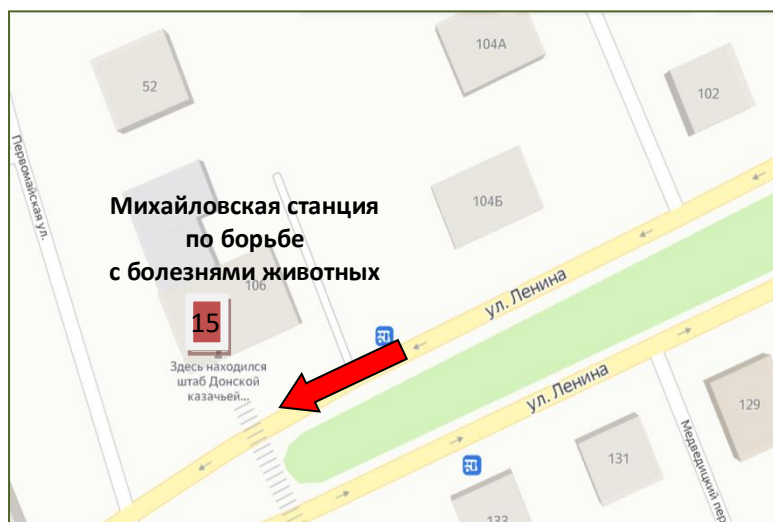 104А
52
102
Первомайская ул.
Михайловская станция
по борьбе
с болезнями животных
104Б
106
15
ул. Ленина
Здесь находился
штаб Донской
казачьей...
ул. Ленина
129
131
Медведицкий пер
133